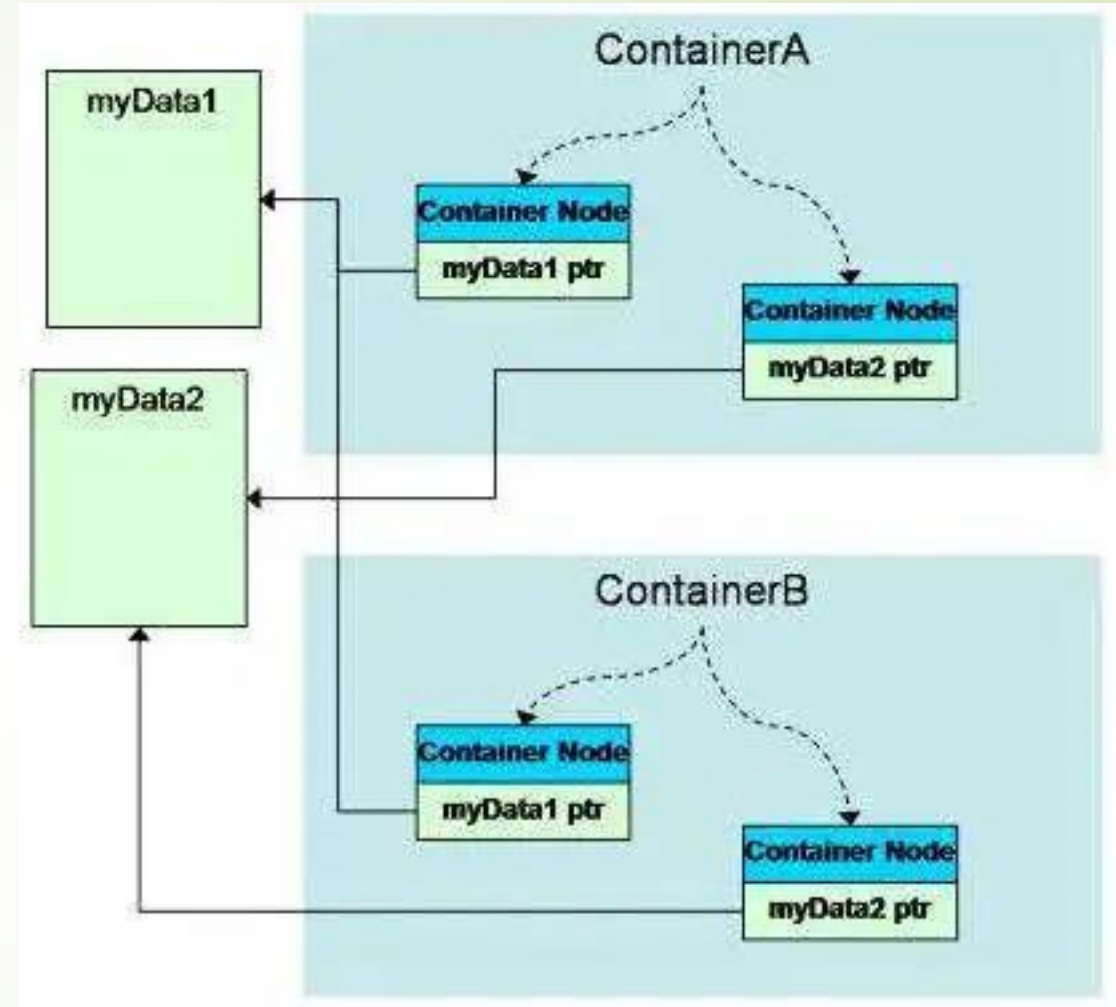 ContainerA
myData1
Container Node
myData1 ptr
Container Node
myData2 ptr
myData2
ContainerB
Container Node
myData1 ptr
Container Node
myData2 ptr